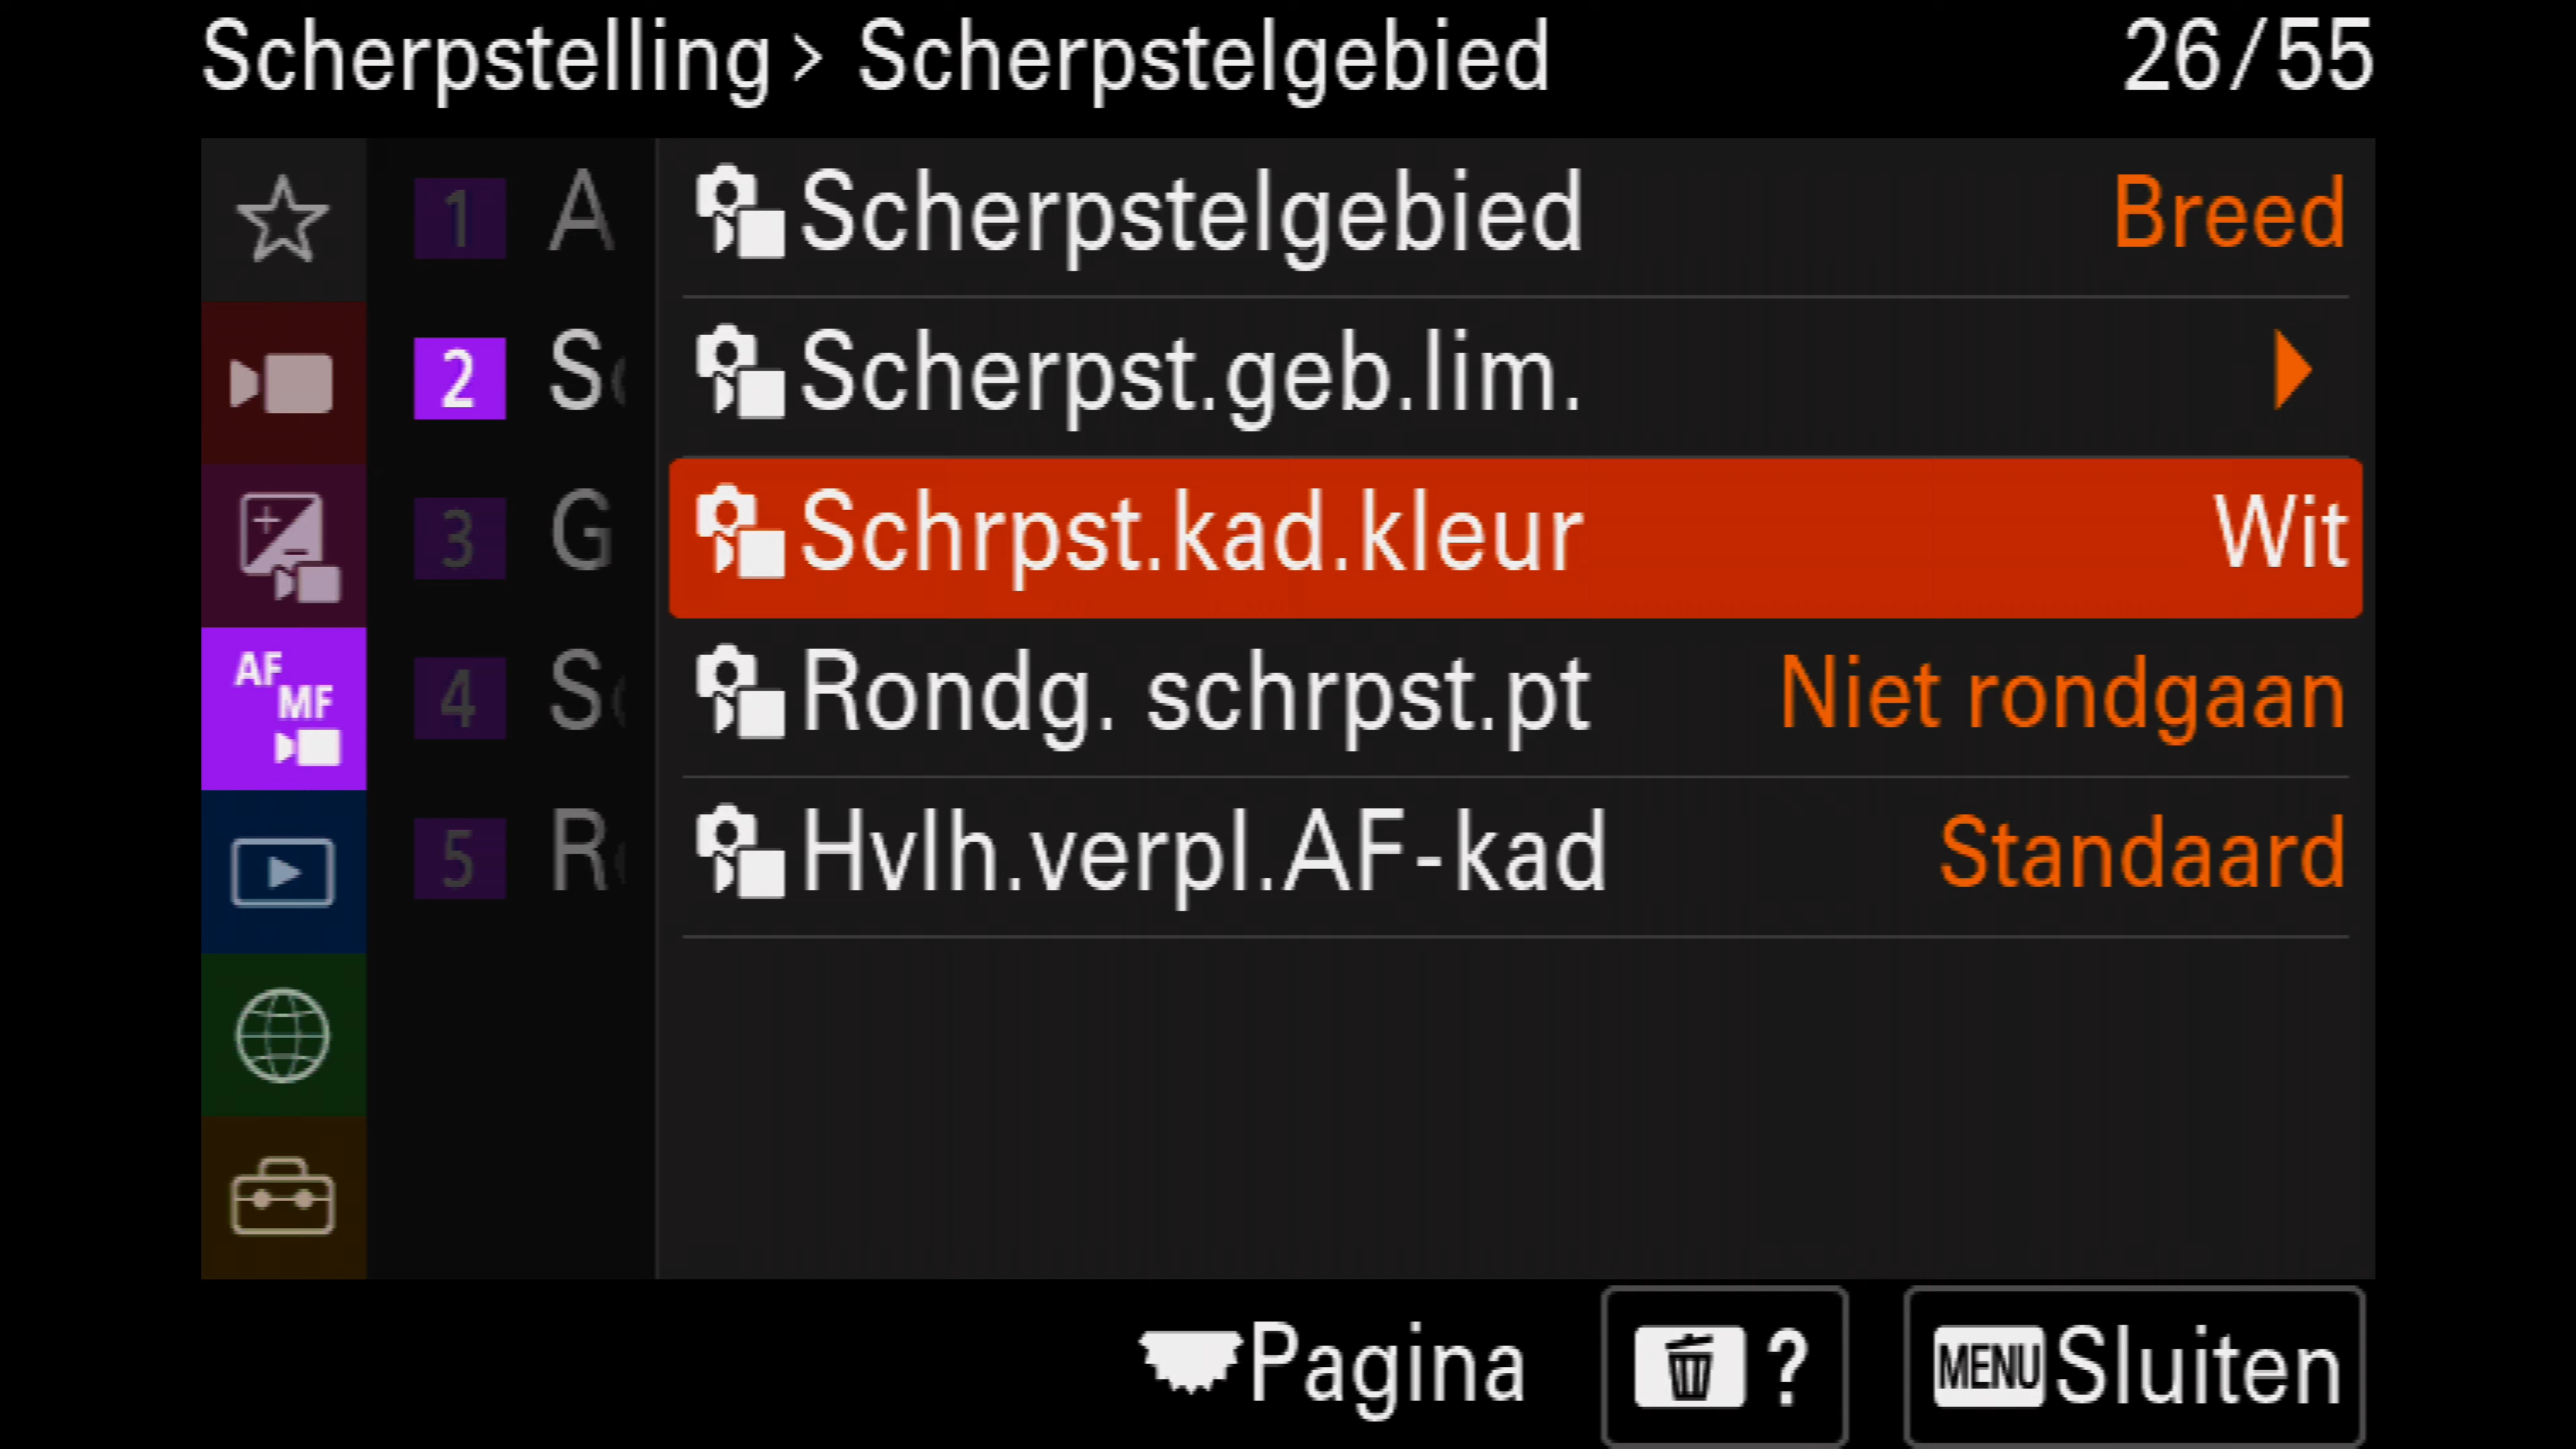 Scherpstelling > Scherpstelgebied 26/55
1 A
2 S
3 G
4 S
5 R
AF MF
Scherpstelgebied Breed
Scherpst.geb.lim.
Schrpst.kad.kleur Wit
Rondg. schrpst.pt Niet rondgaan
Hvlh.verpl.AF-kad Standaard
Pagina ? MENU Sluiten